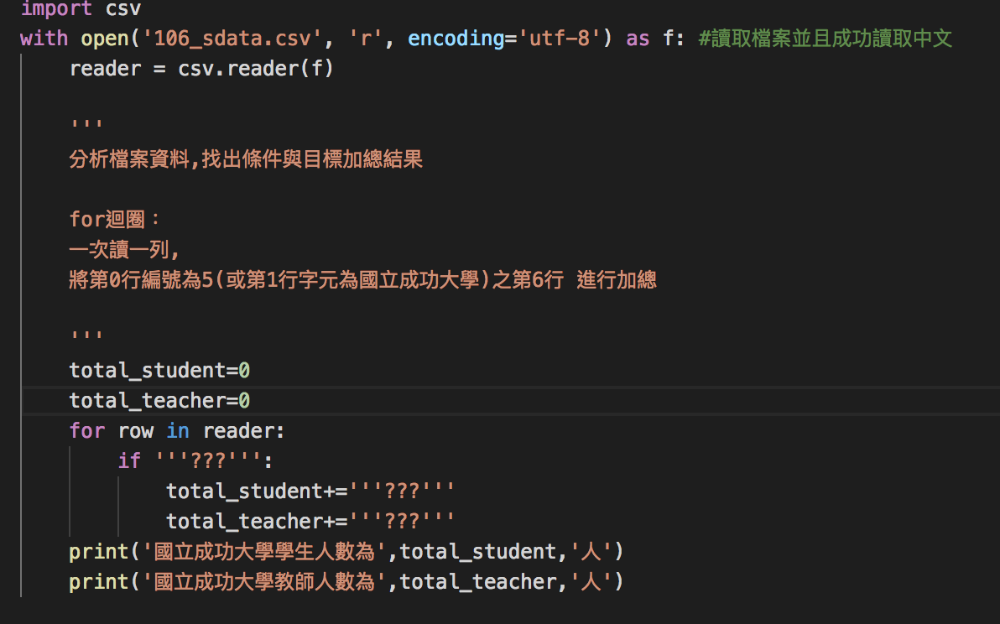 import csv
with open('106_sdata.csv', 'r', encoding='utf-8') as f: #讀取檔案並且成功讀取中文
    reader = csv.reader(f)
    '''
    分析檔案資料,找出條件與目標加總結果
    for迴圈：
    一次讀一列,
    將第0行編號為5(或第1行字元為國立成功大學)之第6行 進行加總
    '''
    total_student=0
    total_teacher=0
    for row in reader:
        if '''???''':
            total_student+='''???'''
            total_teacher+='''???'''
    print('國立成功大學學生人數為',total_student,'人')
    print('國立成功大學教師人數為',total_teacher,'人')